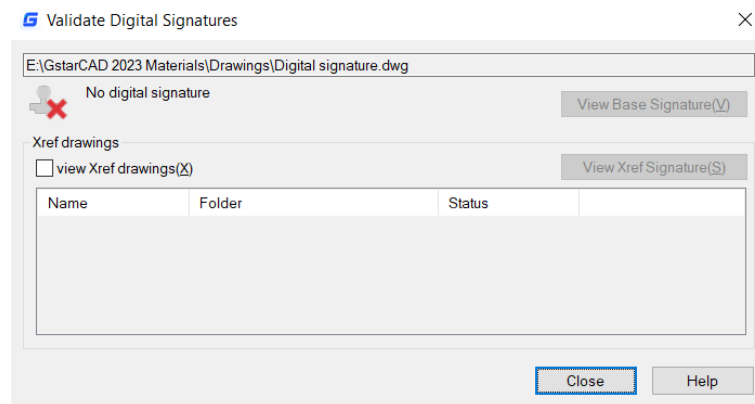 Validate Digital Signatures
E:\GstarCAD 2023 Materials\Drawings\Digital signature.dwg
No digital signature
View Base Signature(V)
Xref drawings
view Xref drawings(X)
View Xref Signature(S)
Name Folder Status
Close Help